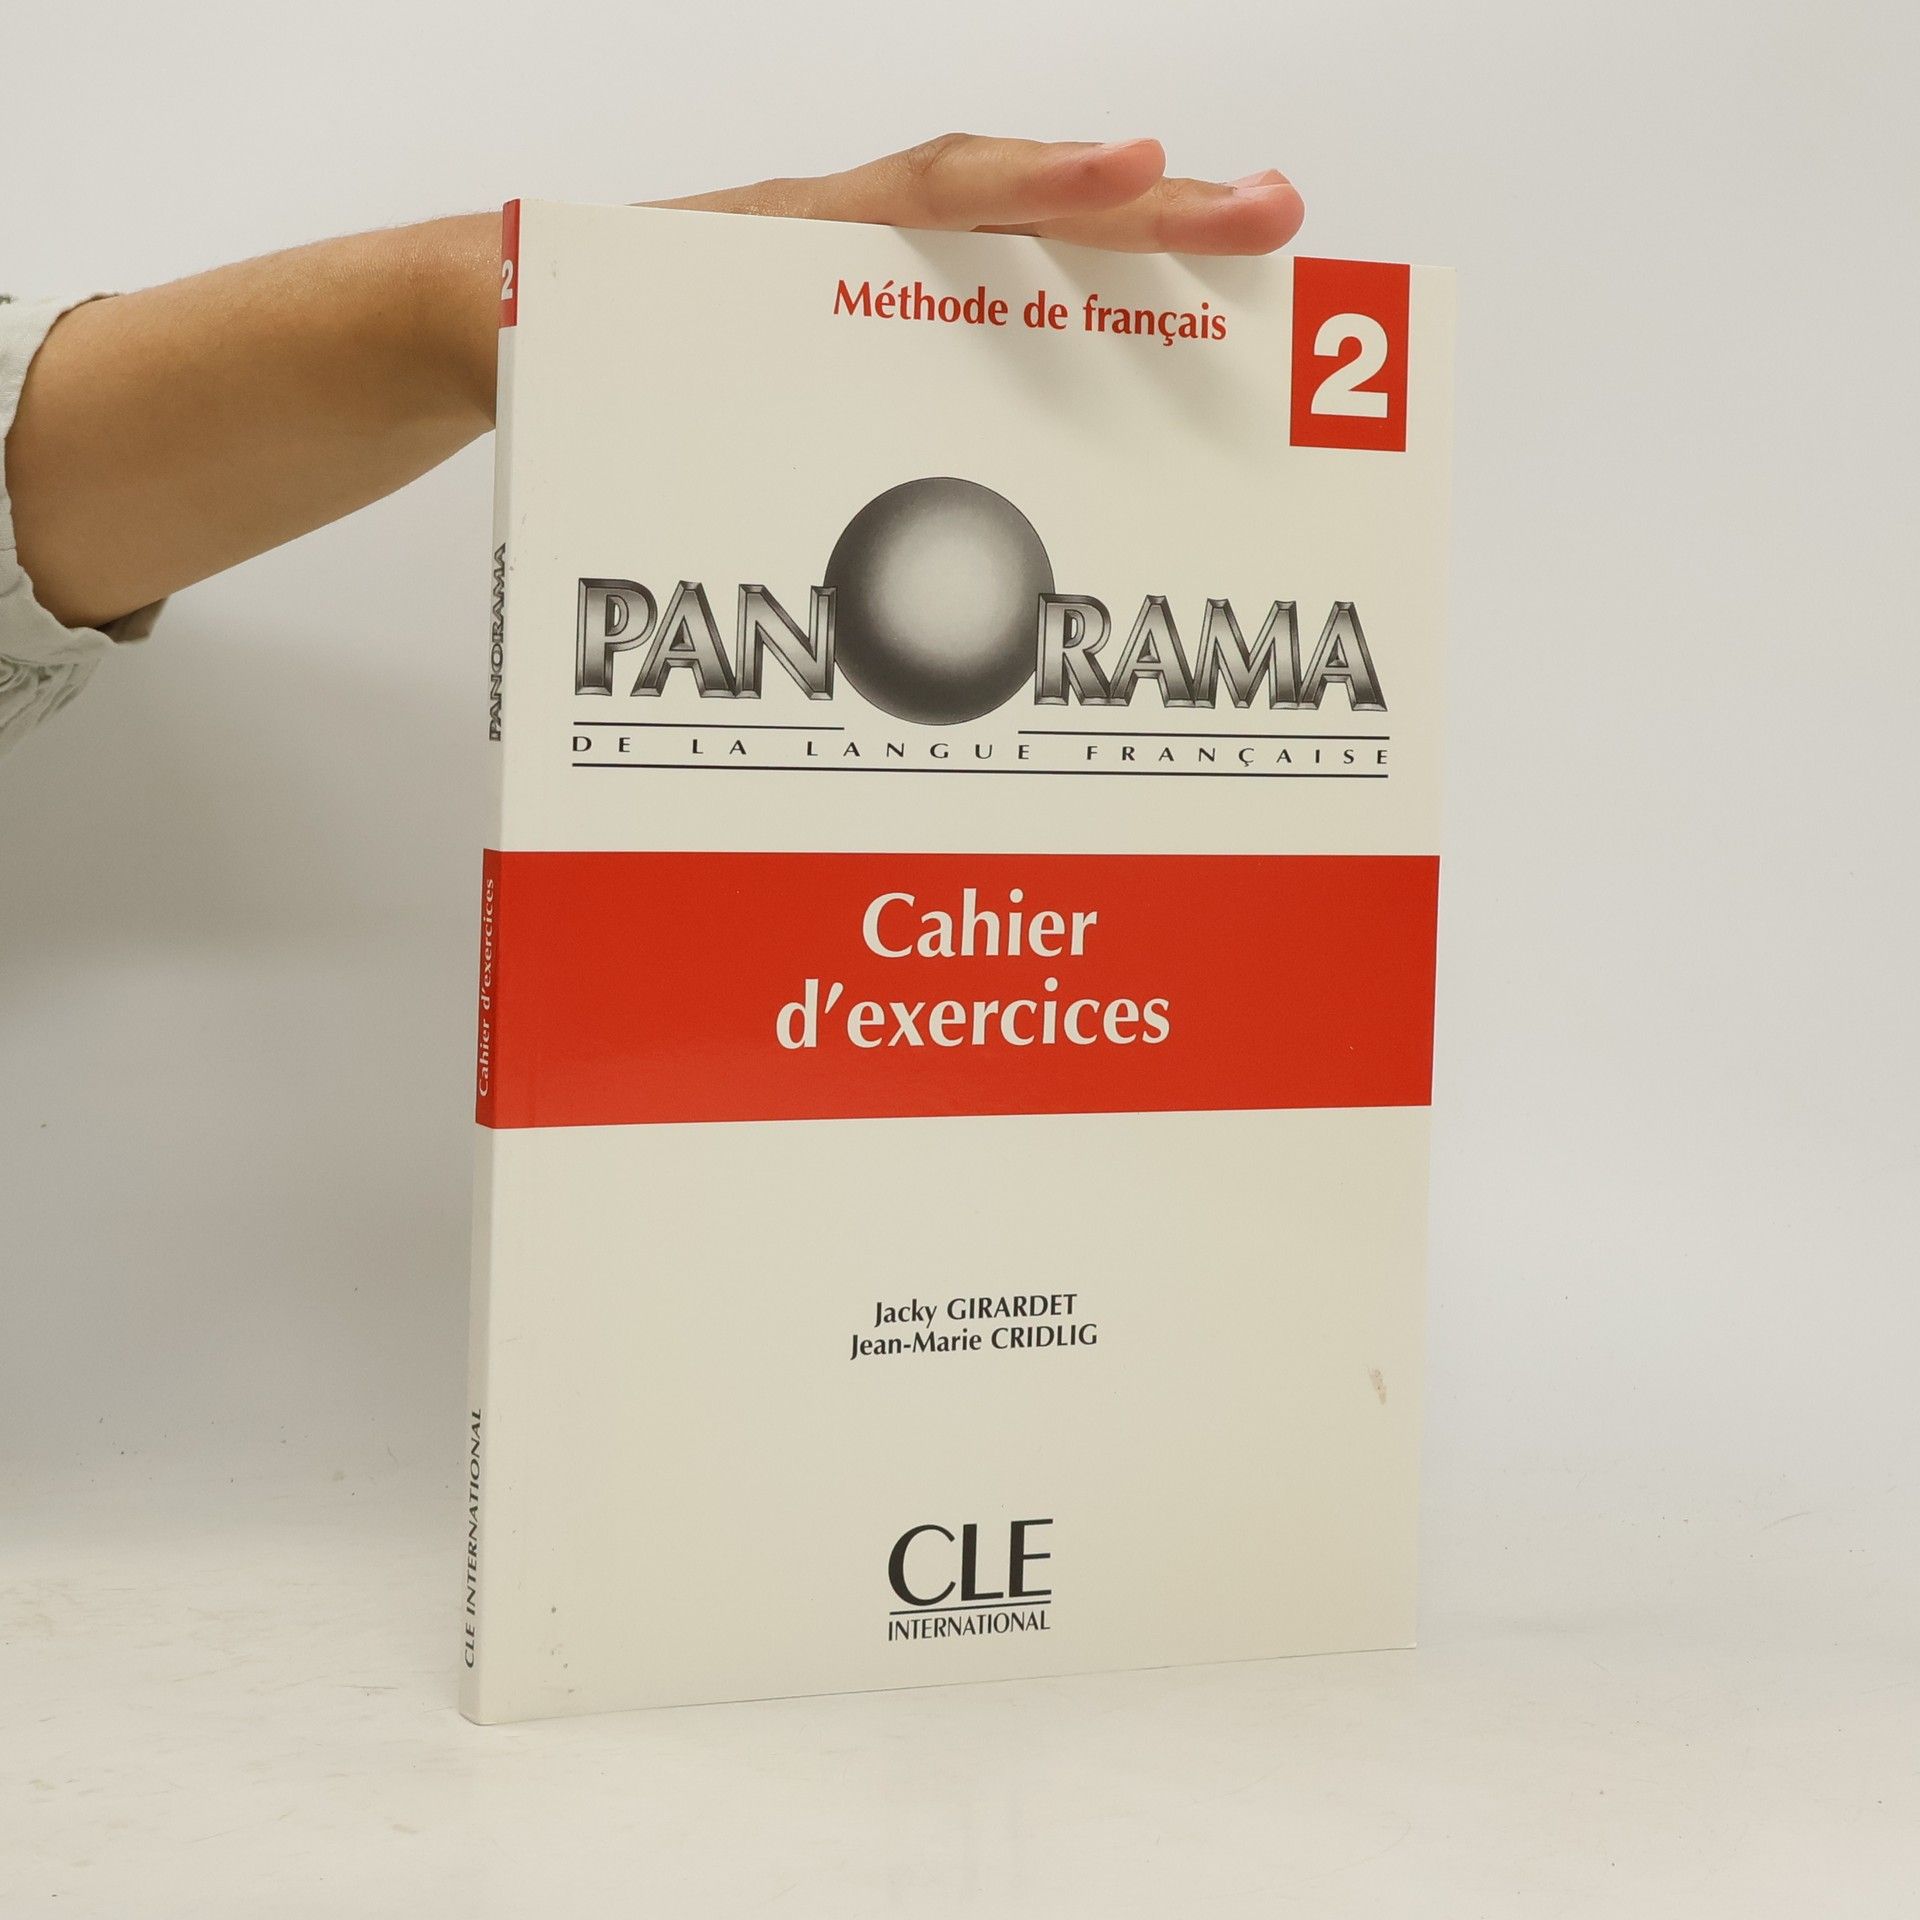 Méthode de français
2
PANORAMA
DE LA LANGUE FRANÇAISE
Cahier
d'exercices
Jacky GIRARDET
Jean-Marie CRIDLIG
CLE
INTERNATIONAL
2
PANORAMA
Cahier d'exercices
CLE INTERNATIONAL